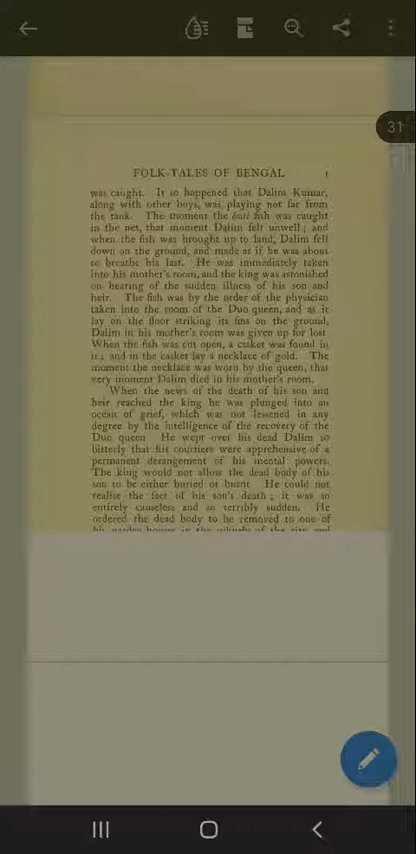 31
FOLK-TALES OF BENGAL 1
was caught. It so happened that Dalim Kumar,
along with other boys, was playing not far from
the tank. The moment the boal fish was caught
in the net, that moment Dalim felt unwell; and
when the fish was brought up to land, Dalim fell
down on the ground, and made as if he was about
to breathe his last. He was immediately taken
into his mother's room, and the king was astonished
on hearing of the sudden illness of his son and
heir. The fish was by the order of the physician
taken into the room of the Duo queen, and as it
lay on the floor striking its fins on the ground,
Dalim in his mother's room was given up for lost
When the fish was cut open, a casket was found in
it; and in the casket lay a necklace of gold. The
moment the necklace was worn by the queen, that
very moment Dalim died in his mother's room.
When the news of the death of his son and
heir reached the king he was plunged into an
ocean of grief, which was not lessened in any
degree by the intelligence of the recovery of the
Duo queen He wept over his dead Dalim so
bitterly that his courtiers were apprehensive of a
permanent derangement of his mental powers.
The king would not allow the dead body of his
son to be either buried or burnt He could not
realise the fact of his son's death; it was so
entirely causeless and so terribly sudden. He
ordered the dead body to be removed to one of
his garden-houses in the suburbs of the city and